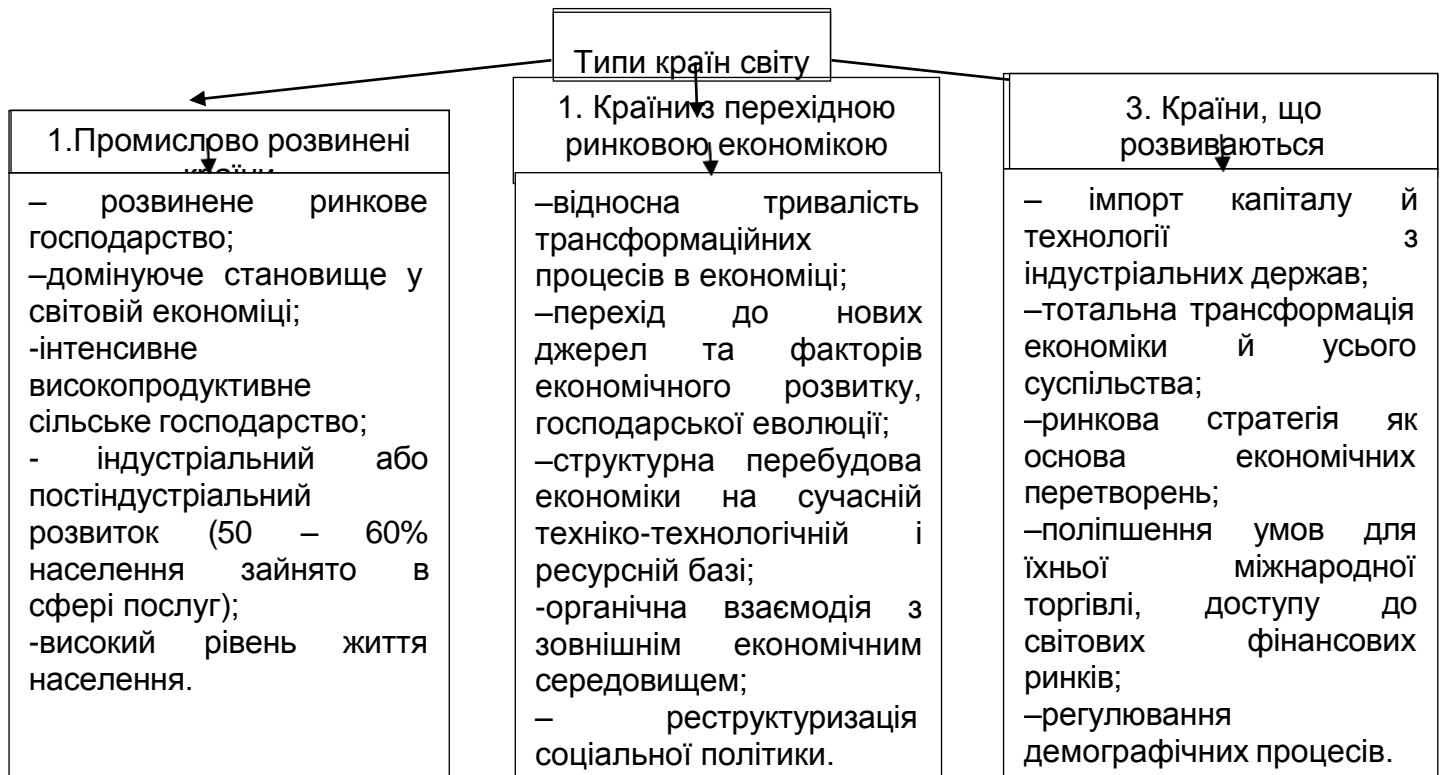 Типи країн світу
1.Промислово розвинені
країни
– розвинене ринкове
господарство;
–домінуюче становище у
світовій економіці;
-інтенсивне
високопродуктивне
сільське господарство;
- індустріальний або
постіндустріальний
розвиток (50 – 60%
населення зайнято в
сфері послуг);
-високий рівень життя
населення.
1. Країни з перехідною
ринковою економікою
–відносна тривалість
трансформаційних
процесів в економіці;
–перехід до нових
джерел та факторів
економічного розвитку,
господарської еволюції;
–структурна перебудова
економіки на сучасній
техніко-технологічній і
ресурсній базі;
-органічна взаємодія з
зовнішнім економічним
середовищем;
– реструктуризація
соціальної політики.
3. Країни, що
розвиваються
– імпорт капіталу й
технології з
індустріальних держав;
–тотальна трансформація
економіки й усього
суспільства;
–ринкова стратегія як
основа економічних
перетворень;
–поліпшення умов для
їхньої міжнародної
торгівлі, доступу до
світових фінансових
ринків;
–регулювання
демографічних процесів.